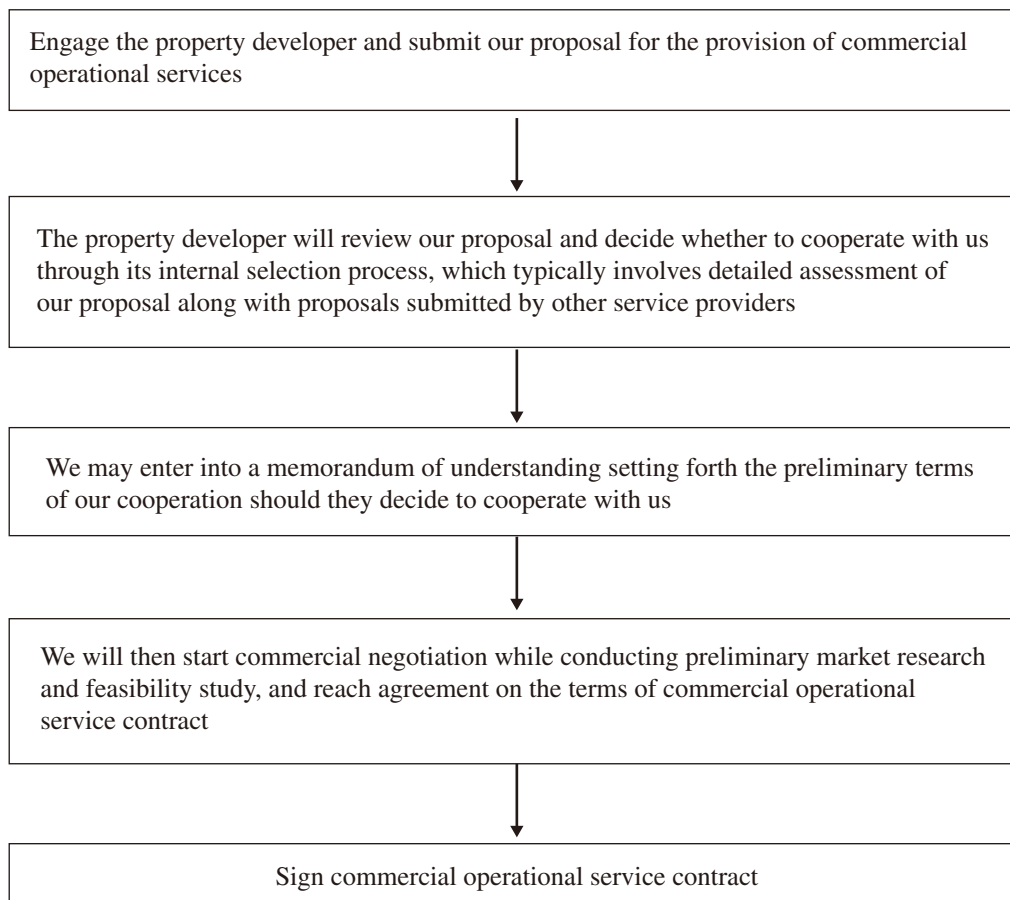 Engage the property developer and submit our proposal for the provision of commercial
operational services
The property developer will review our proposal and decide whether to cooperate with us
through its internal selection process, which typically involves detailed assessment of
our proposal along with proposals submitted by other service providers
We may enter into a memorandum of understanding setting forth the preliminary terms
of our cooperation should they decide to cooperate with us
We will then start commercial negotiation while conducting preliminary market research
and feasibility study, and reach agreement on the terms of commercial operational
service contract
Sign commercial operational service contract